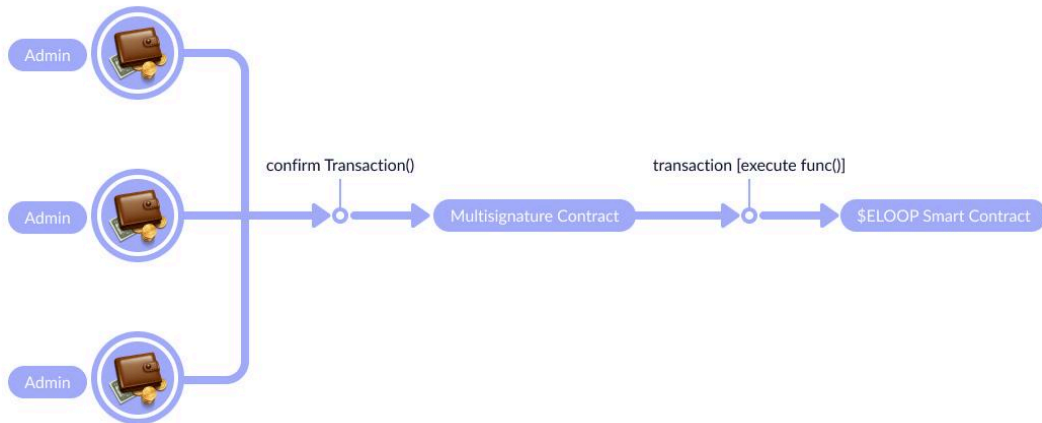 Admin
confirm Transaction()
transaction [execute func()]
Admin
Multisignature Contract
$ELOOP Smart Contract
Admin